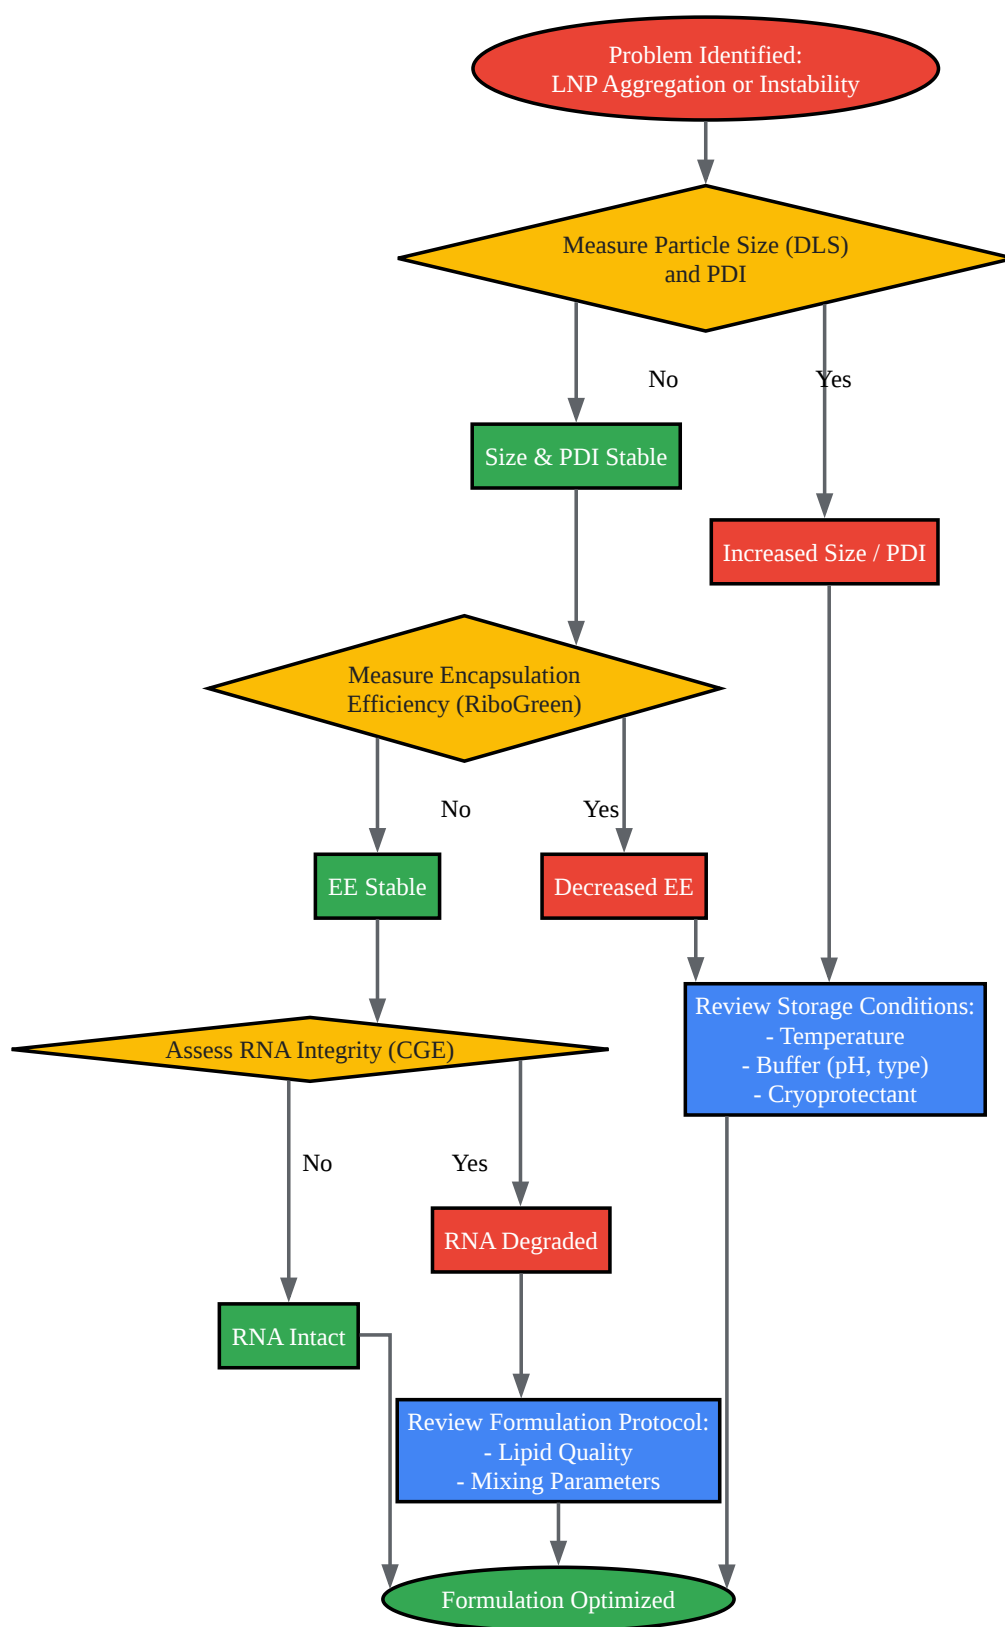 Problem Identified:
LNP Aggregation or Instability
Measure Particle Size (DLS)
and PDI
No
Yes
Size & PDI Stable
Increased Size / PDI
Measure Encapsulation
Efficiency (RiboGreen)
No
Yes
EE Stable
Decreased EE
Review Storage Conditions:
- Temperature
- Buffer (pH, type)
- Cryoprotectant
Assess RNA Integrity (CGE)
No
Yes
RNA Degraded
RNA Intact
Review Formulation Protocol:
- Lipid Quality
- Mixing Parameters
Formulation Optimized